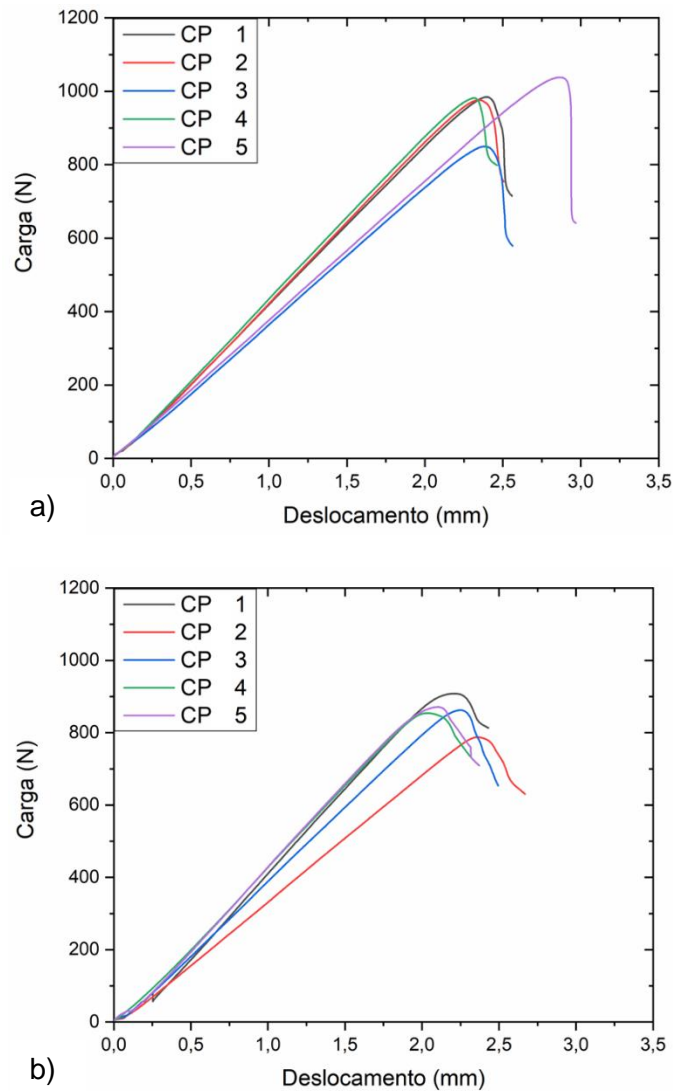 1200
CP 1
CP 2
1000
CP 3
CP 4
800
CP 5
600
400
200
0
0,0 0,5 1,0 1,5 2,0 2,5 3,0 3,5
Carga (N)
Deslocamento (mm)
a)
1200
CP 1
CP 2
1000
CP 3
CP 4
800
CP 5
600
400
200
0
0,0 0,5 1,0 1,5 2,0 2,5 3,0 3,5
Carga (N)
Deslocamento (mm)
b)